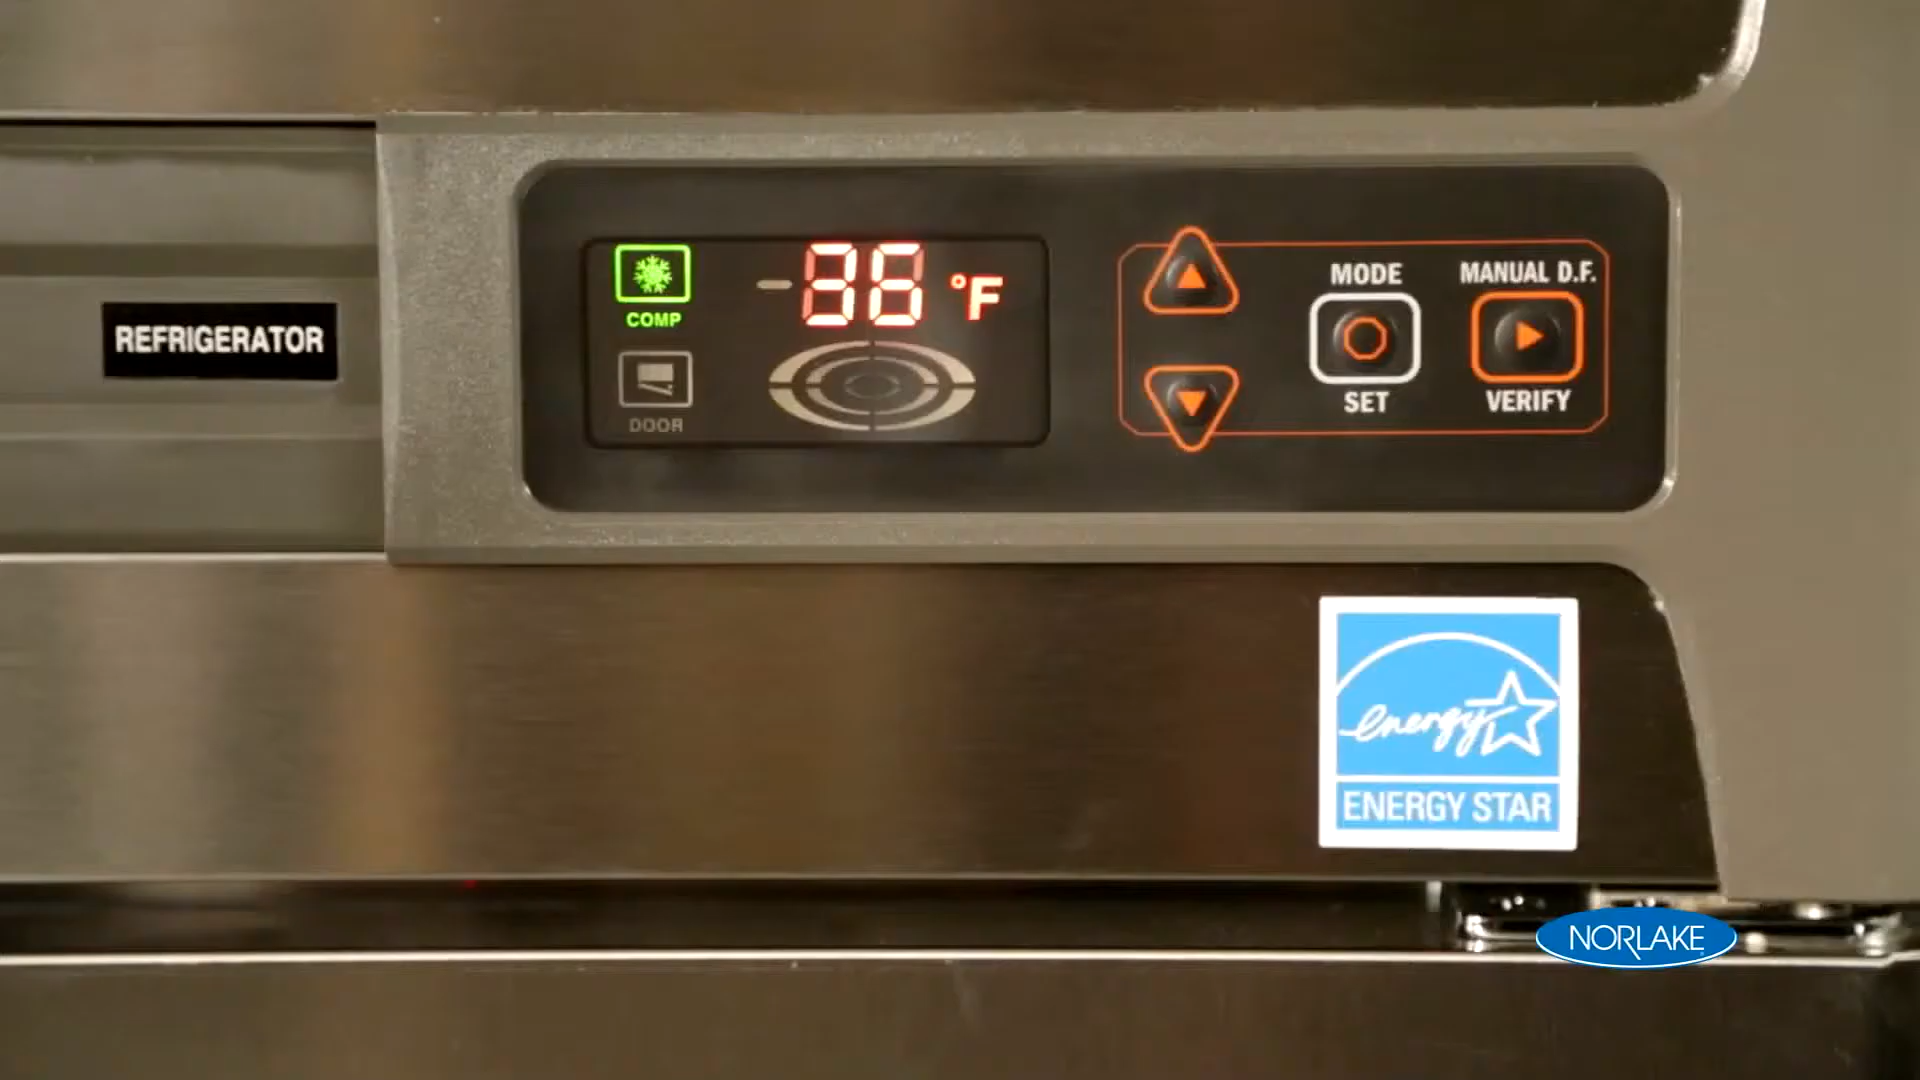 REFRIGERATOR
COMP
36 °F
DOOR
MODE
SET
MANUAL D.F.
VERIFY
energy
ENERGY STAR
NORLAKE